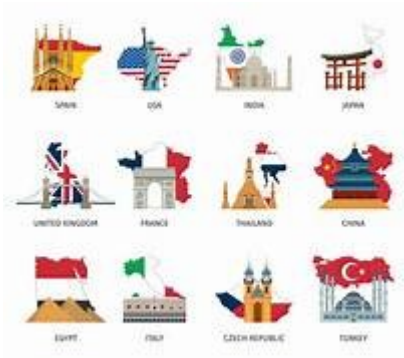 SPAIN
USA
INDIA
JAPAN
UNITED KINGDOM
FRANCE
THAILAND
CHINA
EGYPT
ITALY
CZECH REPUBLIC
TURKEY